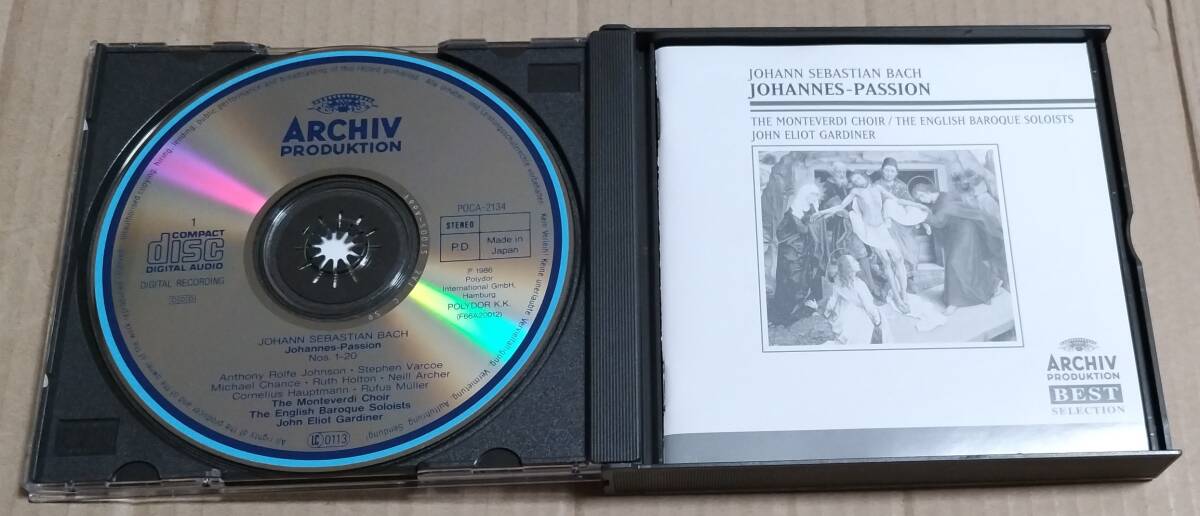 ARCHIV
PRODUKTION
1
COMPACT
disc
DIGITAL AUDIO
DIGITAL RECORDING
DDD
POCA-2134
STEREO
P.D
Made in
Japan
℗ 1986
Polydor
International GmbH,
Hamburg
POLYDOR K.K.
(F66A20012)
JOHANN SEBASTIAN BACH
Johannes-Passion
Nos. 1-20
Anthony Rolfe Johnson · Stephen Varcoe
Michael Chance · Ruth Holton · Neill Archer
Cornelius Hauptmann · Rufus Müller
The Monteverdi Choir
The English Baroque Soloists
John Eliot Gardiner
LC 0113
JOHANN SEBASTIAN BACH
JOHANNES-PASSION
THE MONTEVERDI CHOIR / THE ENGLISH BAROQUE SOLOISTS
JOHN ELIOT GARDINER
ARCHIV
PRODUKTION
BEST
SELECTION